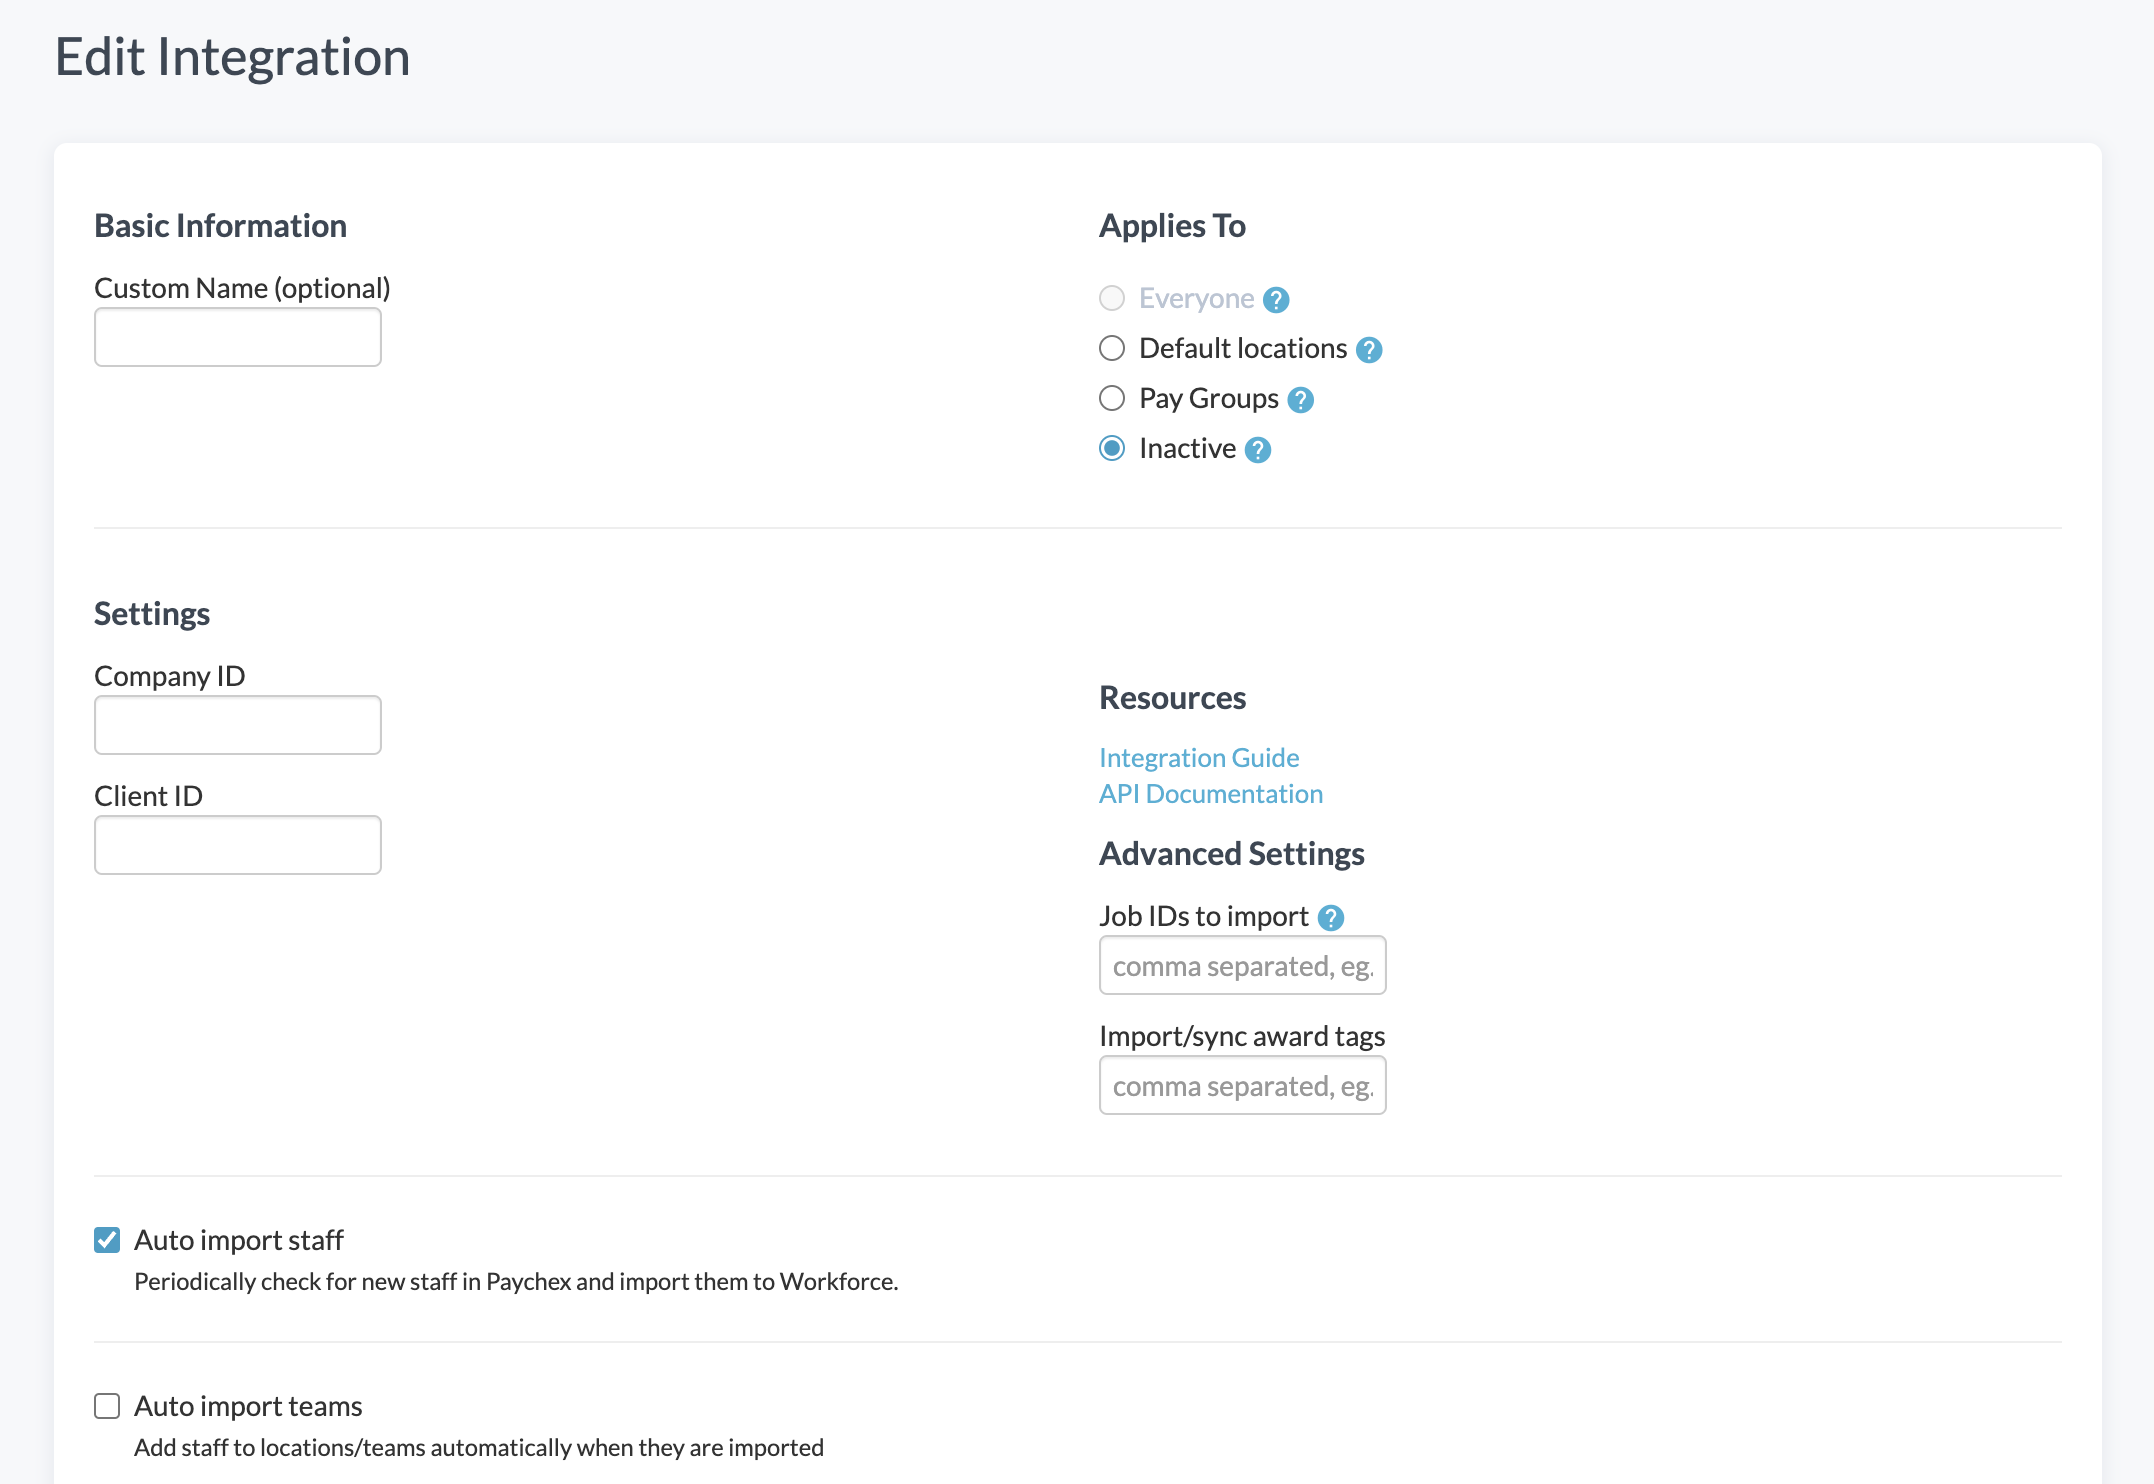 Edit Integration
Basic Information
Custom Name (optional)
Applies To
Everyone ?
Default locations ?
Pay Groups ?
Inactive ?
Settings
Company ID
Client ID
Resources
Integration Guide
API Documentation
Advanced Settings
Job IDs to import ?
comma separated, eg.
Import/sync award tags
comma separated, eg.
Auto import staff
Periodically check for new staff in Paychex and import them to Workforce.
Auto import teams
Add staff to locations/teams automatically when they are imported